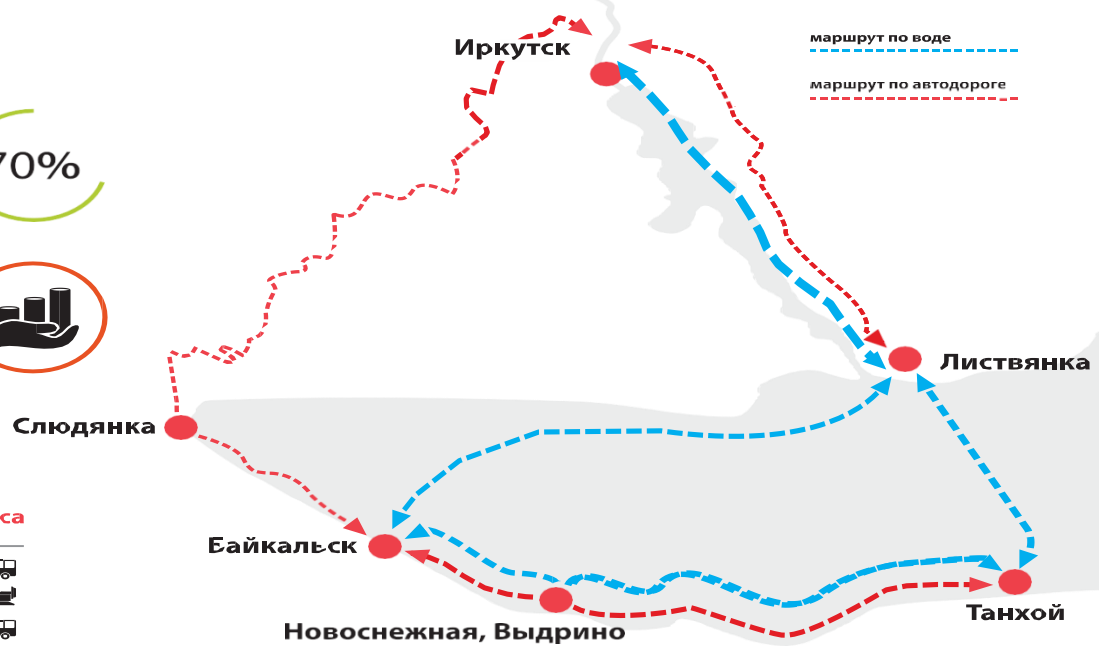 Иркутск
маршрут по воде
маршрут по автодороге
70%
Листвянка
Слюдянка
Байкальск
Танхой
Новоснежная, Выдрино